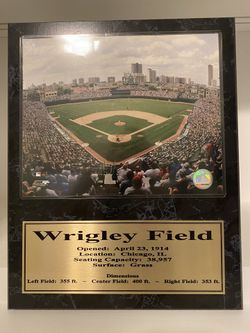 Wrigley Field
Opened: April 23, 1914
Location: Chicago, IL
Seating Capacity: 38,957
Surface: Grass
Dimensions
Left Field: 355 ft. - Center Field: 400 ft. - Right Field: 353 ft.